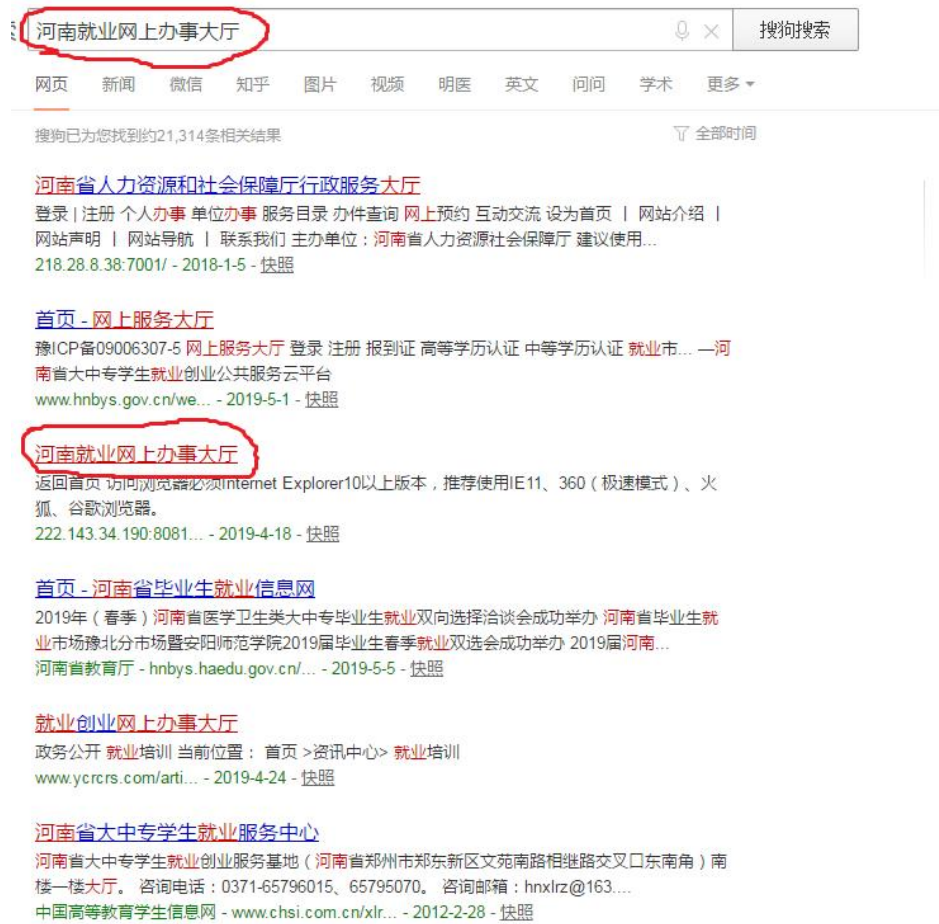 河南就业网上办事大厅 搜狗搜索
网页 新闻 微信 知乎 图片 视频 明医 英文 问问 学术 更多
搜狗已为您找到约21,314条相关结果 全部时间
河南省人力资源和社会保障厅行政服务大厅
登录 | 注册 个人办事 单位办事 服务目录 办件查询 网上预约 互动交流 设为首页 | 网站介绍 |
网站声明 | 网站导航 | 联系我们 主办单位：河南省人力资源社会保障厅 建议使用...
218.28.8.38:7001/ - 2018-1-5 - 快照
首页 - 网上服务大厅
豫ICP备09006307-5 网上服务大厅 登录 注册 报到证 高等学历认证 中等学历认证 就业市... —河
南省大中专学生就业创业公共服务云平台
www.hnbys.gov.cn/we... - 2019-5-1 - 快照
河南就业网上办事大厅
返回首页 访问浏览器必须Internet Explorer10以上版本，推荐使用IE11、360（极速模式）、火
狐、谷歌浏览器。
222.143.34.190:8081... - 2019-4-18 - 快照
首页 - 河南省毕业生就业信息网
2019年（春季）河南省医学卫生类大中专毕业生就业双向选择洽谈会成功举办 河南省毕业生就
业市场豫北分市场暨安阳师范学院2019届毕业生春季就业双选会成功举办 2019届河南...
河南省教育厅 - hnbys.haedu.gov.cn/... - 2019-5-5 - 快照
就业创业网上办事大厅
政务公开 就业培训 当前位置： 首页 >资讯中心> 就业培训
www.ycrcrs.com/arti... - 2019-4-24 - 快照
河南省大中专学生就业服务中心
河南省大中专学生就业创业服务基地（河南省郑州市郑东新区文苑南路相继路交叉口东南角）南
楼一楼大厅。 咨询电话：0371-65796015、65795070。 咨询邮箱：hnxlrz@163....
中国高等教育学生信息网 - www.chsi.com.cn/xlr... - 2012-2-28 - 快照